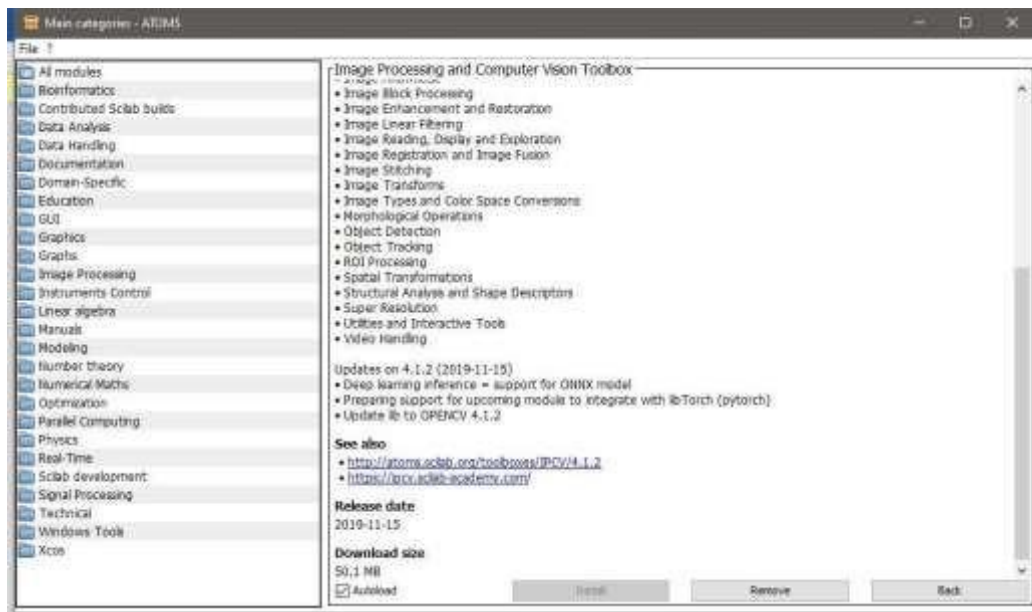 Main categories - ATOMS
File ?
All modules
Bioinformatics
Contributed Scilab builds
Data Analysis
Data Handling
Documentation
Domain-Specific
Education
GUI
Graphics
Graphs
Image Processing
Instruments Control
Linear algebra
Manuals
Modeling
Number theory
Numerical Maths
Optimization
Parallel Computing
Physics
Real-Time
Scilab development
Signal Processing
Technical
Windows Tools
Xcos
Image Processing and Computer Vision Toolbox
• Image Block Processing
• Image Enhancement and Restoration
• Image Linear Filtering
• Image Reading, Display and Exploration
• Image Registration and Image Fusion
• Image Stitching
• Image Transforms
• Image Types and Color Space Conversions
• Morphological Operations
• Object Detection
• Object Tracking
• ROI Processing
• Spatial Transformations
• Structural Analysis and Shape Descriptors
• Super Resolution
• Utilities and Interactive Tools
• Video Handling
Updates on 4.1.2 (2019-11-15)
• Deep learning inference = support for ONNX model
• Preparing support for upcoming module to integrate with libTorch (pytorch)
• Update lib to OPENCV 4.1.2
See also
• http://atoms.scilab.org/toolboxes/IPCV/4.1.2
• https://ipcv.scilab-academy.com/
Release date
2019-11-15
Download size
50.1 MB
Autoload
Install
Remove
Back